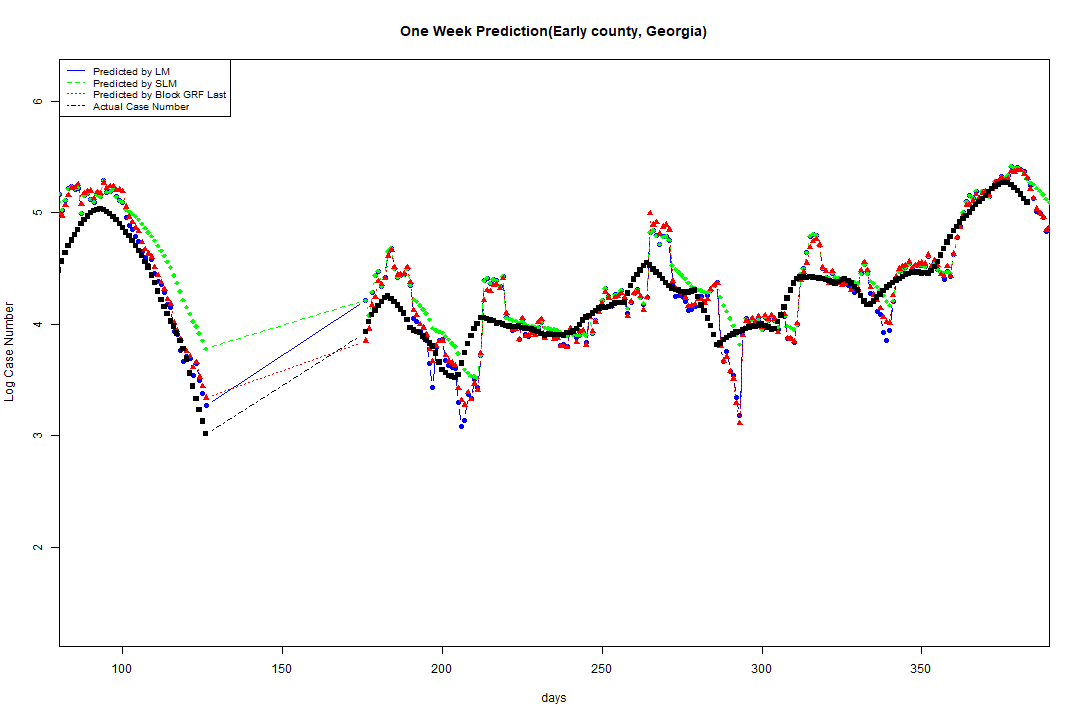 One Week Prediction(Early county, Georgia)
Predicted by LM
Predicted by SLM
Predicted by Block GRF Last
Actual Case Number
6
5
4
3
2
Log Case Number
100 150 200 250 300 350
days